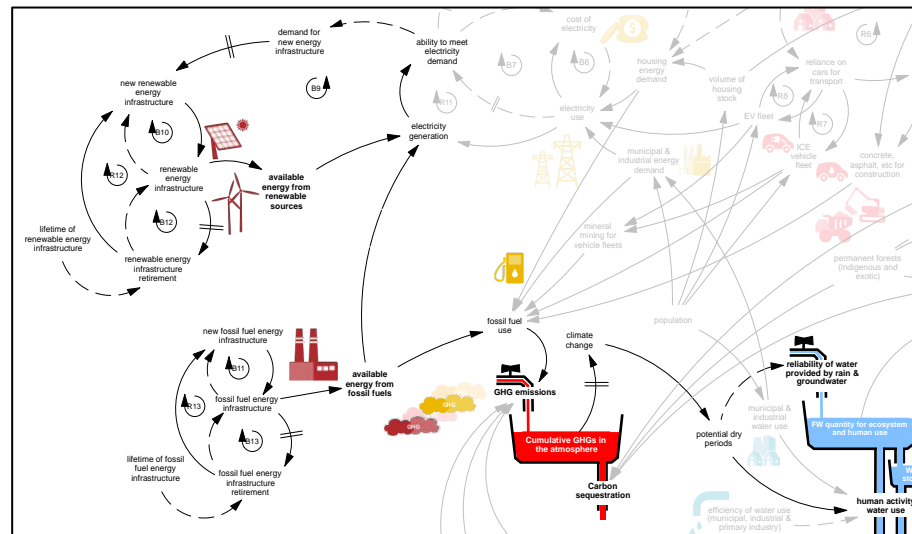 cost of
electricity
demand for
new energy
infrastructure
ability to meet
electricity
demand
B9
B7
B6
housing
energy
demand
R6
reliance on
cars for
transport
new renewable
energy
infrastructure
volume of
housing
stock
R8
R11
electricity
use
EV fleet
R7
B10
electricity
generation
municipal &
industrial energy
demand
ICE
vehicle
fleet
concrete,
asphalt, etc for
construction
R12
renewable
energy
infrastructure
available
energy from
renewable
sources
B12
lifetime of
renewable energy
infrastructure
mineral
mining for
vehicle fleets
renewable energy
infrastructure
retirement
permanent forests
(indigenous and
exotic)
new fossil fuel energy
infrastructure
fossil fuel
use
climate
change
population
B11
available
energy from
fossil fuels
reliability of water
provided by rain &
groundwater
R13
fossil fuel energy
infrastructure
GHG emissions
GHG
GHG
municipal &
industrial
water use
FW quantity for ecosystem
and human use
B13
Cumulative GHGs in
the atmosphere
potential dry
periods
lifetime of fossil
fuel energy
infrastructure
fossil fuel energy
infrastructure
retirement
Carbon
sequestration
human activity
water use
efficiency of water use
(municipal, industrial &
primary industry)